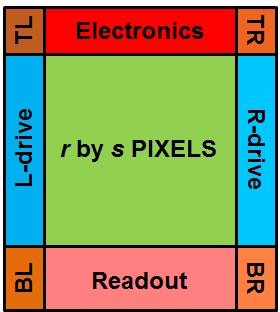 TL
Electronics
TR
L-drive
r by s PIXELS
R-drive
BL
Readout
BR